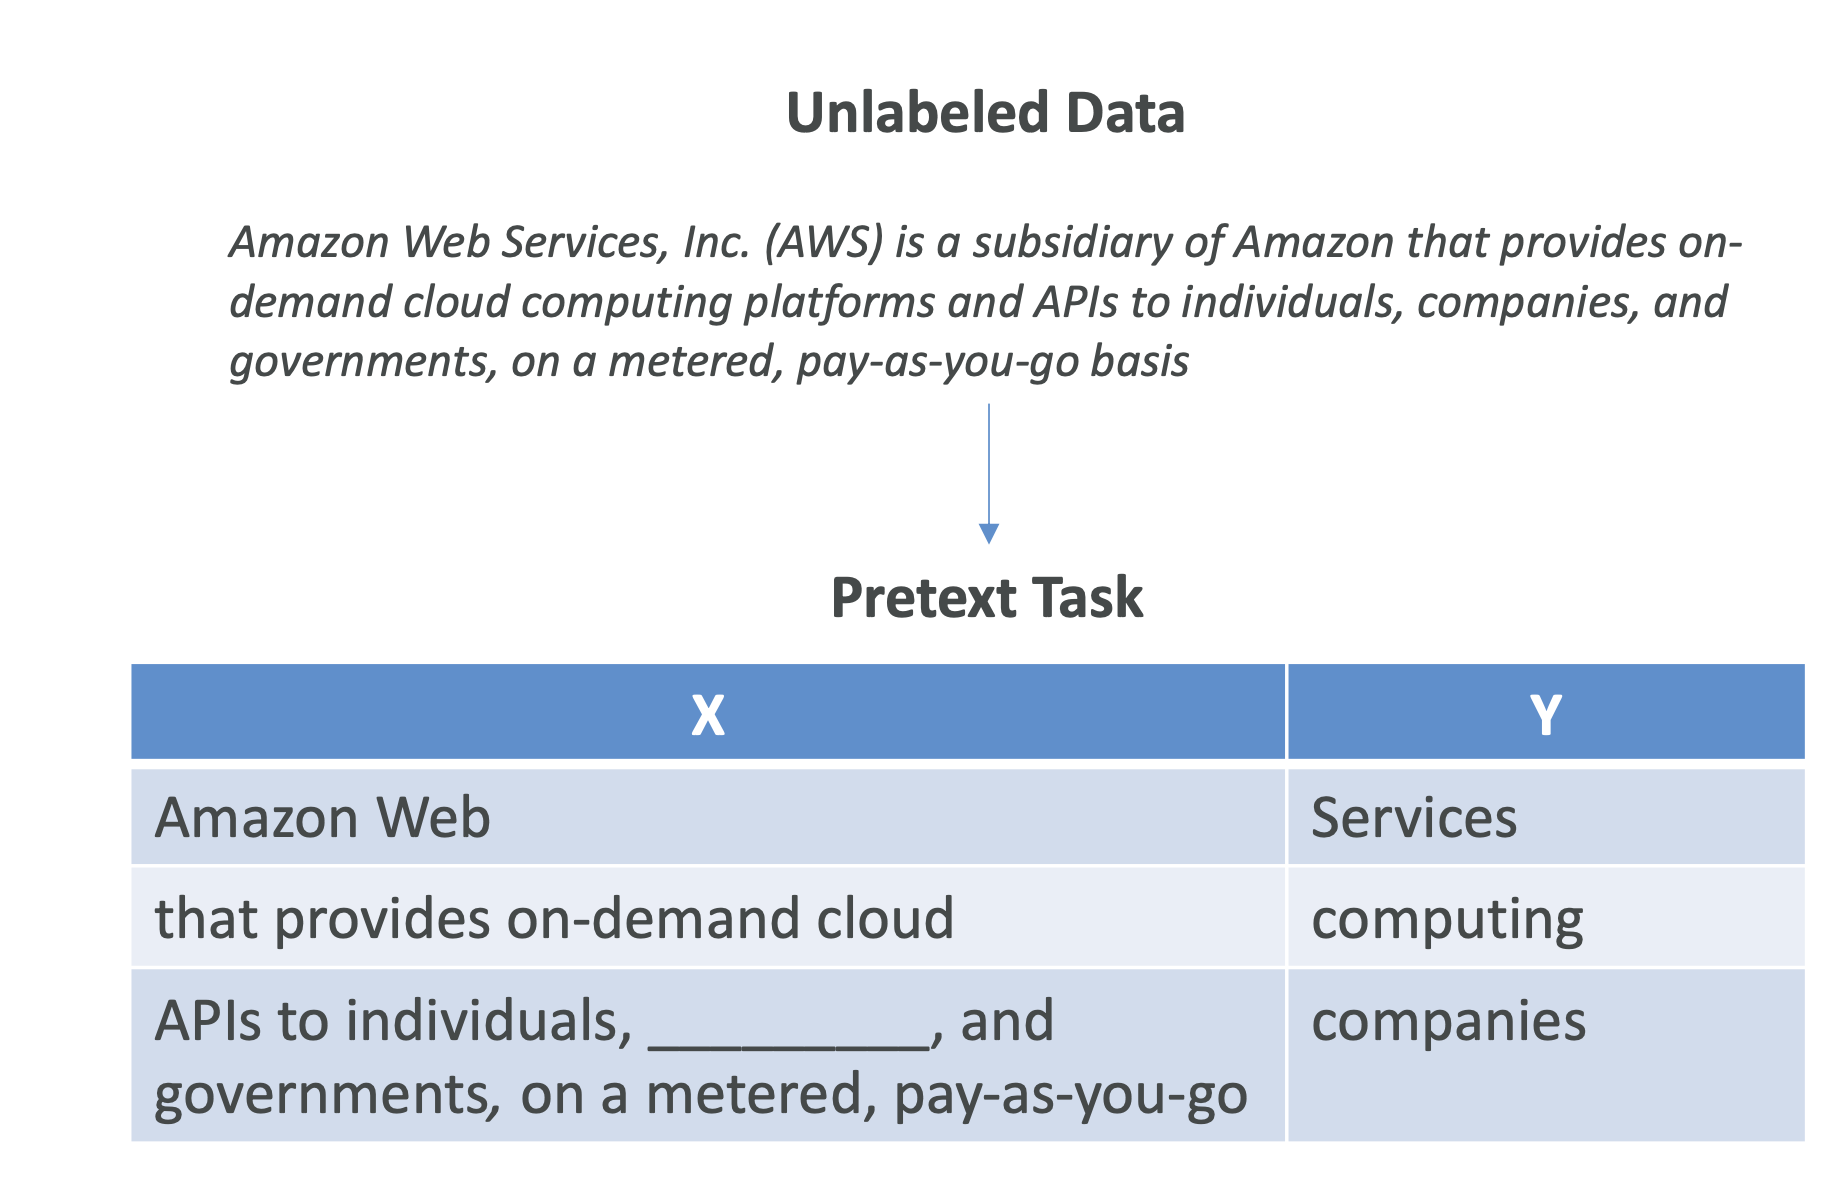 Unlabeled Data
Amazon Web Services, Inc. (AWS) is a subsidiary of Amazon that provides on-
demand cloud computing platforms and APIs to individuals, companies, and
governments, on a metered, pay-as-you-go basis
Pretext Task
X
Y
Amazon Web
Services
that provides on-demand cloud
computing
APIs to individuals, _________, and
governments, on a metered, pay-as-you-go
companies